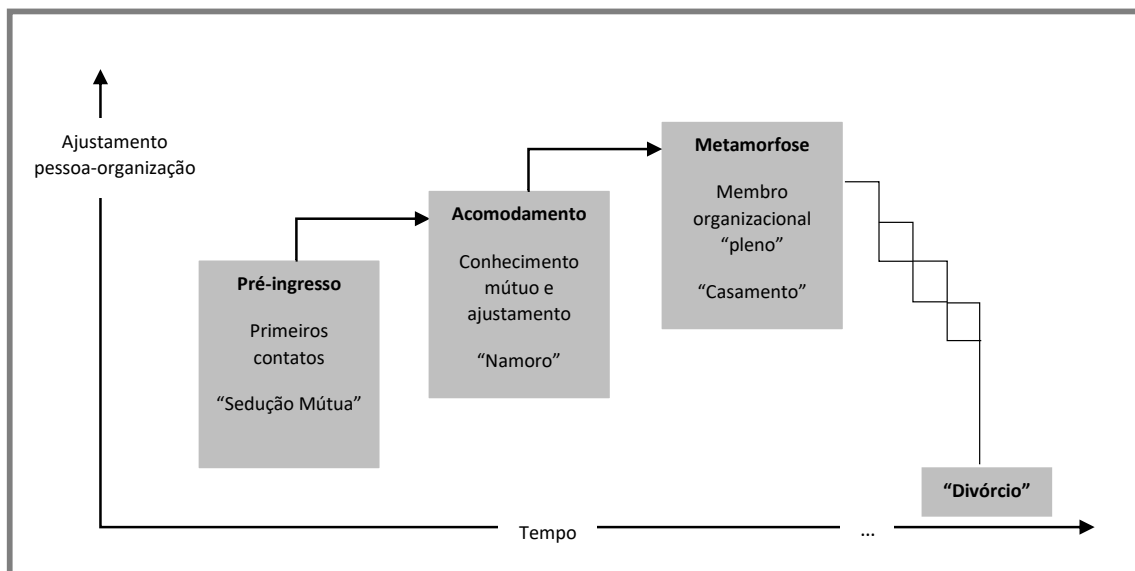 Ajustamento
pessoa-organização
Pré-ingresso
Primeiros
contatos
“Sedução Mútua”
Acomodamento
Conhecimento
mútuo e
ajustamento
“Namoro”
Metamorfose
Membro
organizacional
“pleno”
“Casamento”
“Divórcio”
Tempo
...